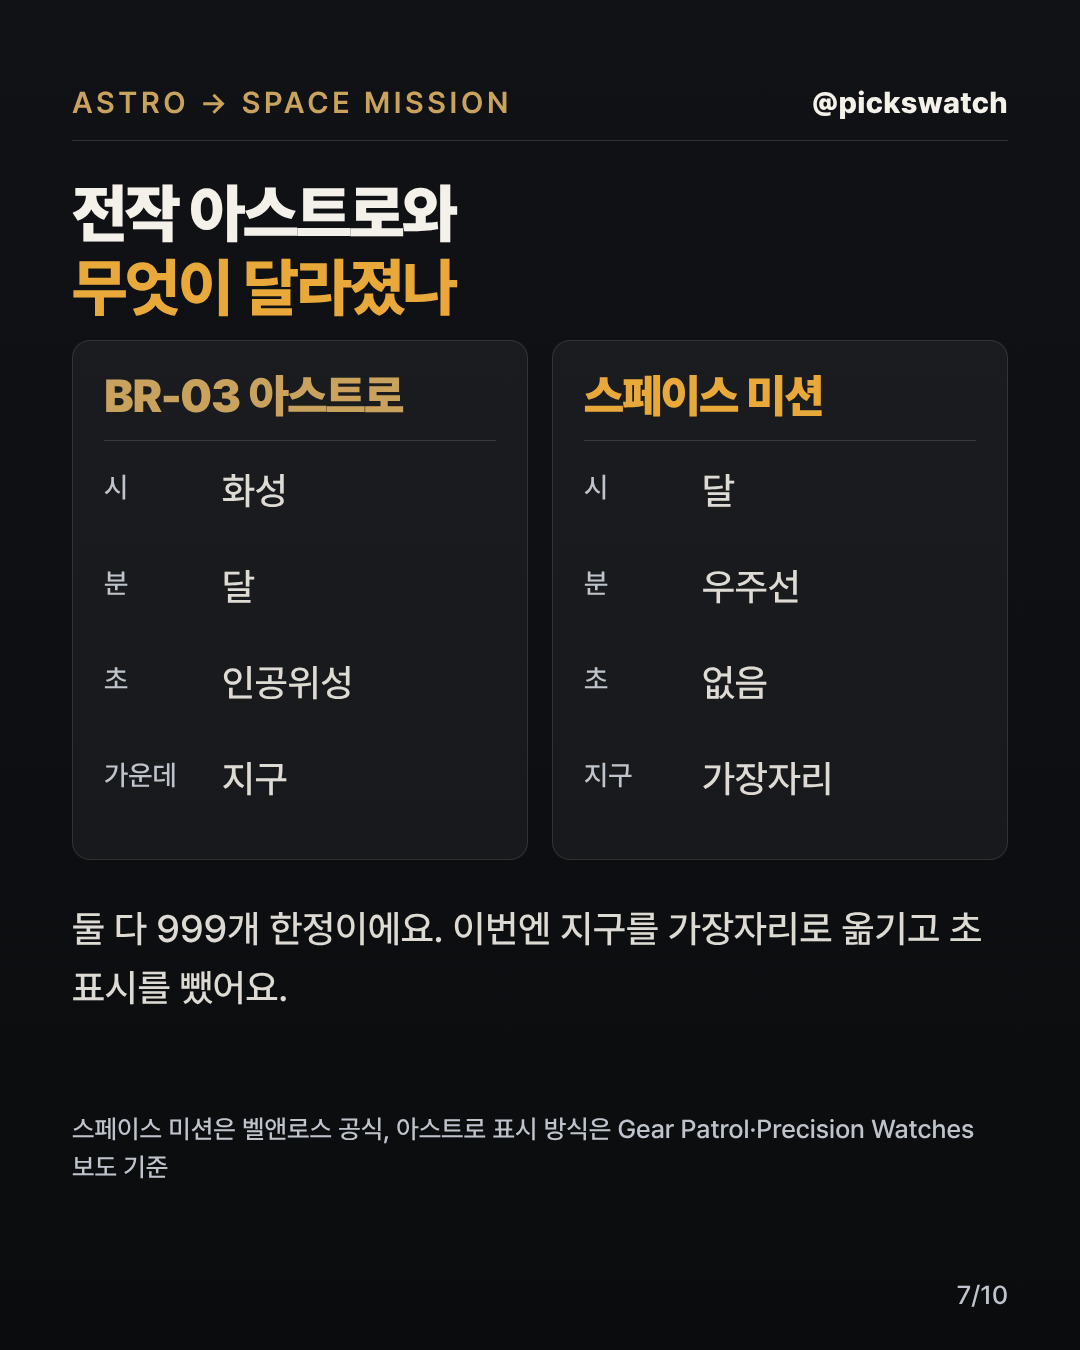 ASTRO → SPACE MISSION
@pickswatch
전작 아스트로와
무엇이 달라졌나
BR-03 아스트로
시 화성
분 달
초 인공위성
가운데 지구
스페이스 미션
시 달
분 우주선
초 없음
지구 가장자리
둘 다 999개 한정이에요. 이번엔 지구를 가장자리로 옮기고 초
표시를 뺐어요.
스페이스 미션은 벨앤로스 공식, 아스트로 표시 방식은 Gear Patrol·Precision Watches
보도 기준
7/10